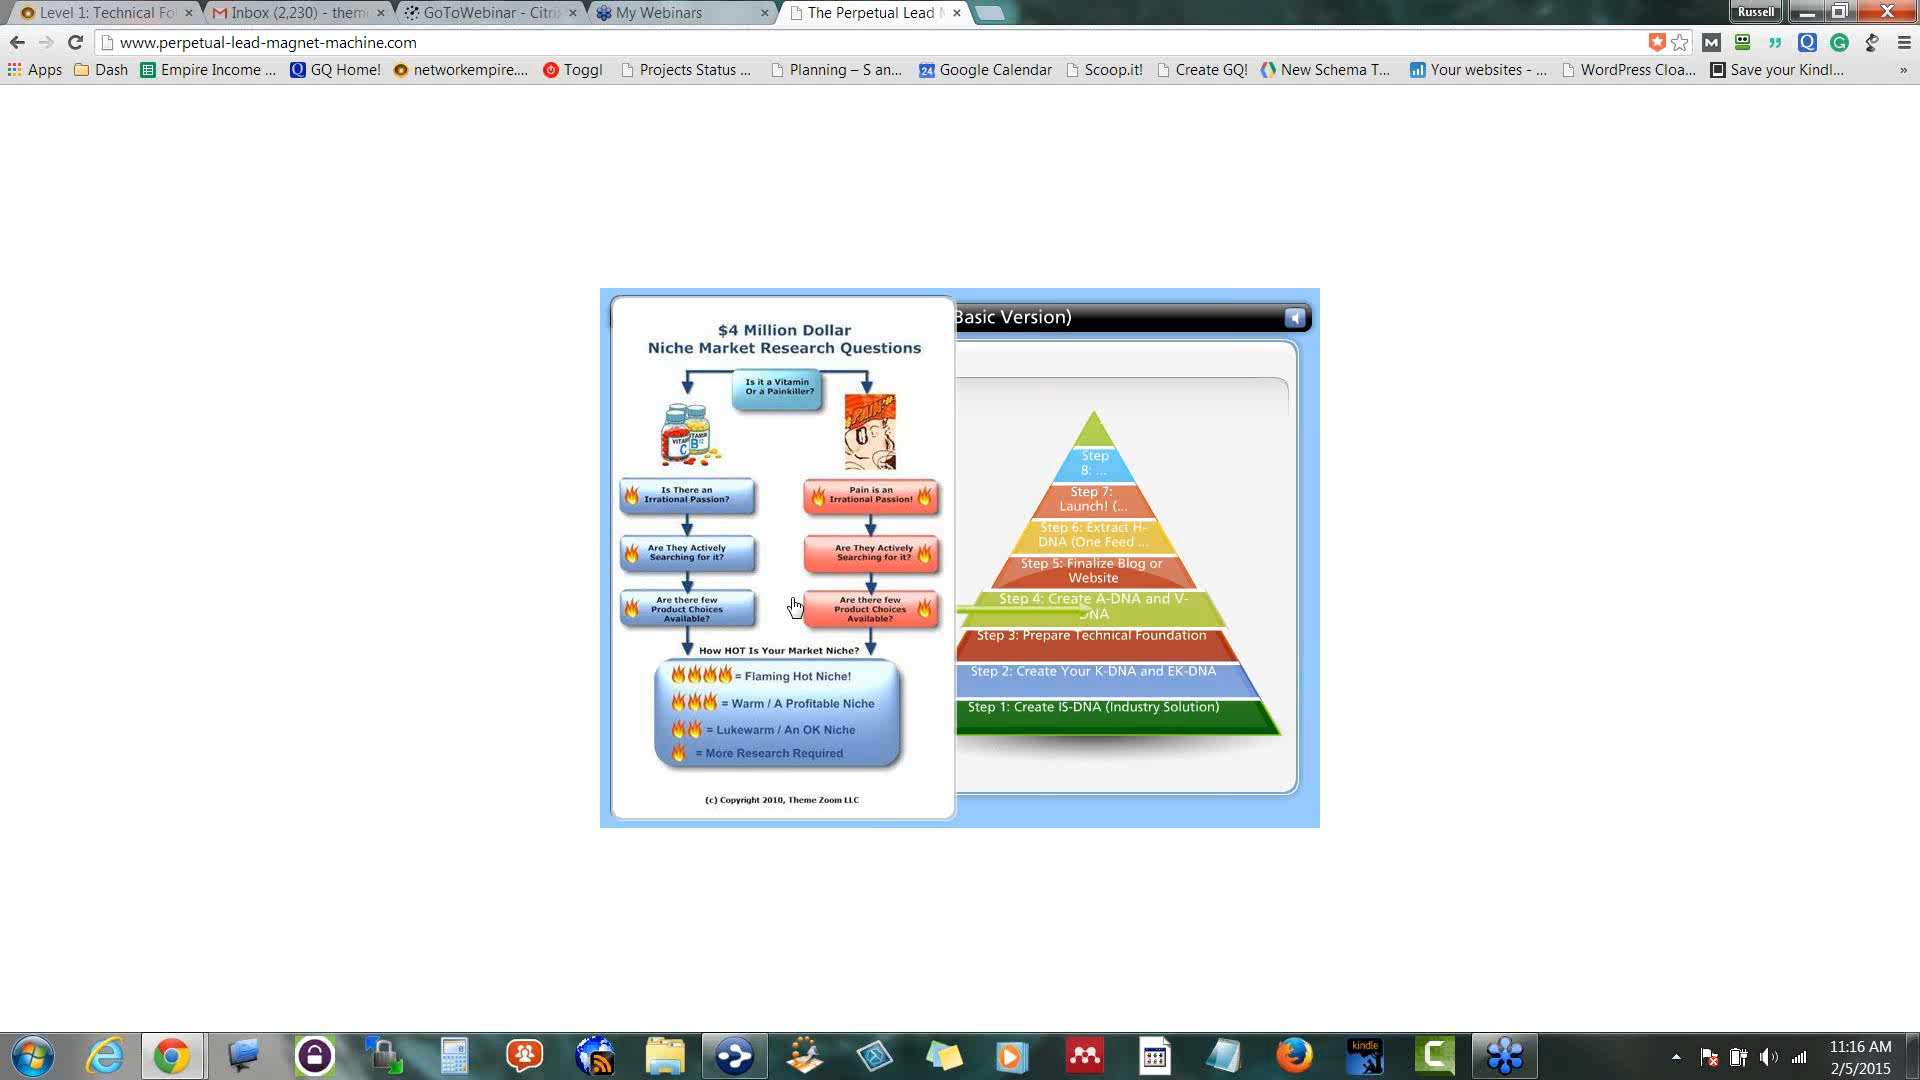 Level 1: Technical Fo
Inbox (2,230) - them
GoToWebinar - Citri
My Webinars
The Perpetual Lead M
Russell
www.perpetual-lead-magnet-machine.com
Apps
Dash
Empire Income ...
GQ Home!
networkempire....
Toggl
Projects Status ...
Planning – S an...
24
Google Calendar
Scoop.it!
Create GQ!
New Schema T...
Your websites - ...
WordPress Cloa...
Save your Kindl...
»
$4 Million Dollar
Niche Market Research Questions
Is it a Vitamin
Or a Painkiller?
Is There an
Irrational Passion?
Pain is an
Irrational Passion!
Are They Actively
Searching for it?
Are They Actively
Searching for it?
Are there few
Product Choices
Available?
Are there few
Product Choices
Available?
How HOT Is Your Market Niche?
= Flaming Hot Niche!
= Warm / A Profitable Niche
= Lukewarm / An OK Niche
= More Research Required
(c) Copyright 2010, Theme Zoom LLC
Basic Version)
Step
8: ...
Step 7:
Launch! (...
Step 6: Extract H-
DNA (One Feed ...
Step 5: Finalize Blog or
Website
Step 4: Create A-DNA and V-
DNA
Step 3: Prepare Technical Foundation
Step 2: Create Your K-DNA and EK-DNA
Step 1: Create IS-DNA (Industry Solution)
kindle
11:16 AM
2/5/2015